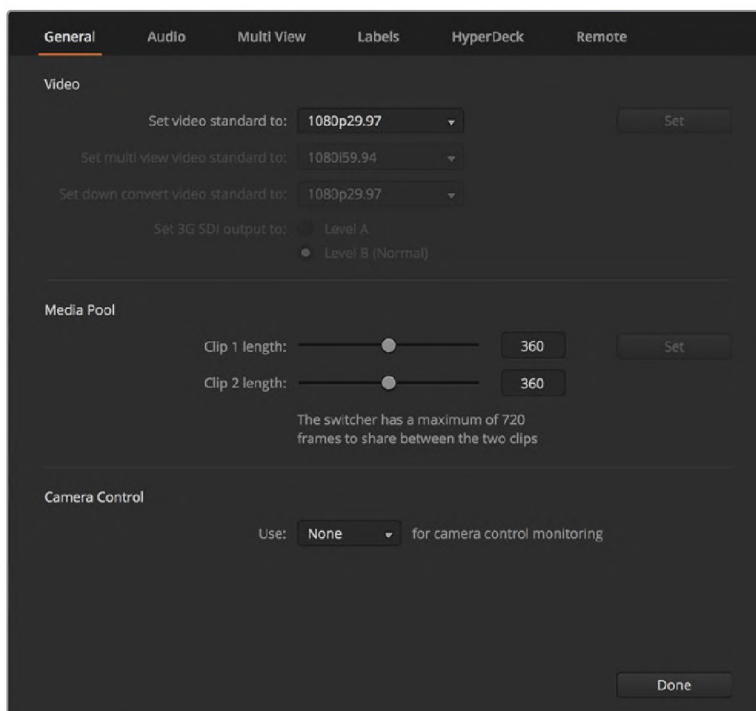 General Audio Multi View Labels HyperDeck Remote
Video
Set video standard to: 1080p29.97 Set
Set multi view video standard to: 1080i59.94
Set down convert video standard to: 1080p29.97
Set 3G SDI output to: Level A
Level B (Normal)
Media Pool
Clip 1 length: 360 Set
Clip 2 length: 360
The switcher has a maximum of 720
frames to share between the two clips
Camera Control
Use: None for camera control monitoring
Done